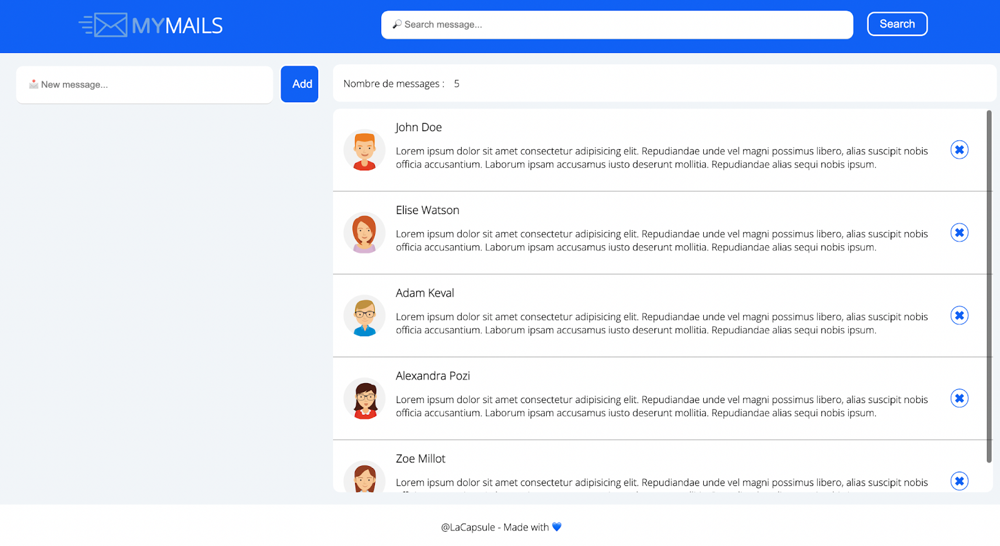 MYMAILS
🔎 Search message...
Search
📩 New message...
Add
Nombre de messages : 5
John Doe
Lorem ipsum dolor sit amet consectetur adipisicing elit. Repudiandae unde vel magni possimus libero, alias suscipit nobis
officia accusantium. Laborum ipsam accusamus iusto deserunt mollitia. Repudiandae alias sequi nobis ipsum.
✖
Elise Watson
Lorem ipsum dolor sit amet consectetur adipisicing elit. Repudiandae unde vel magni possimus libero, alias suscipit nobis
officia accusantium. Laborum ipsam accusamus iusto deserunt mollitia. Repudiandae alias sequi nobis ipsum.
✖
Adam Keval
Lorem ipsum dolor sit amet consectetur adipisicing elit. Repudiandae unde vel magni possimus libero, alias suscipit nobis
officia accusantium. Laborum ipsam accusamus iusto deserunt mollitia. Repudiandae alias sequi nobis ipsum.
✖
Alexandra Pozi
Lorem ipsum dolor sit amet consectetur adipisicing elit. Repudiandae unde vel magni possimus libero, alias suscipit nobis
officia accusantium. Laborum ipsam accusamus iusto deserunt mollitia. Repudiandae alias sequi nobis ipsum.
✖
Zoe Millot
Lorem ipsum dolor sit amet consectetur adipisicing elit. Repudiandae unde vel magni possimus libero, alias suscipit nobis
✖
@LaCapsule - Made with 💙